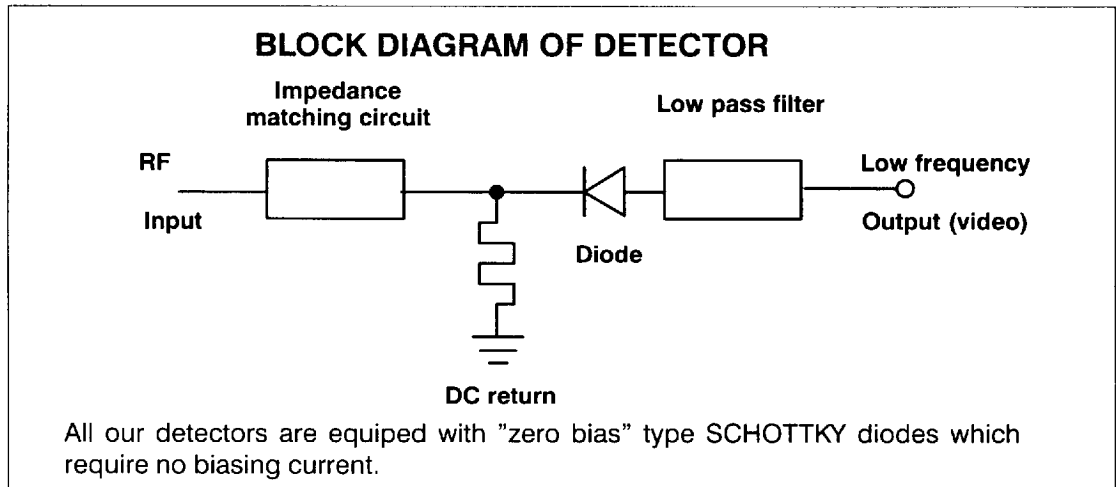 BLOCK DIAGRAM OF DETECTOR
Impedance
matching circuit
Low pass filter
RF
Input
Low frequency
Output (video)
Diode
DC return
All our detectors are equiped with "zero bias" type SCHOTTKY diodes which
require no biasing current.